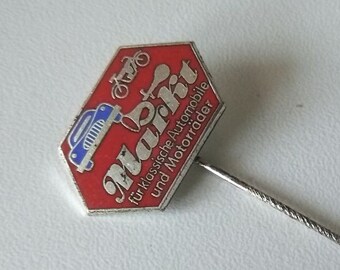 Markt
für klassische Automobile
und Motorräder